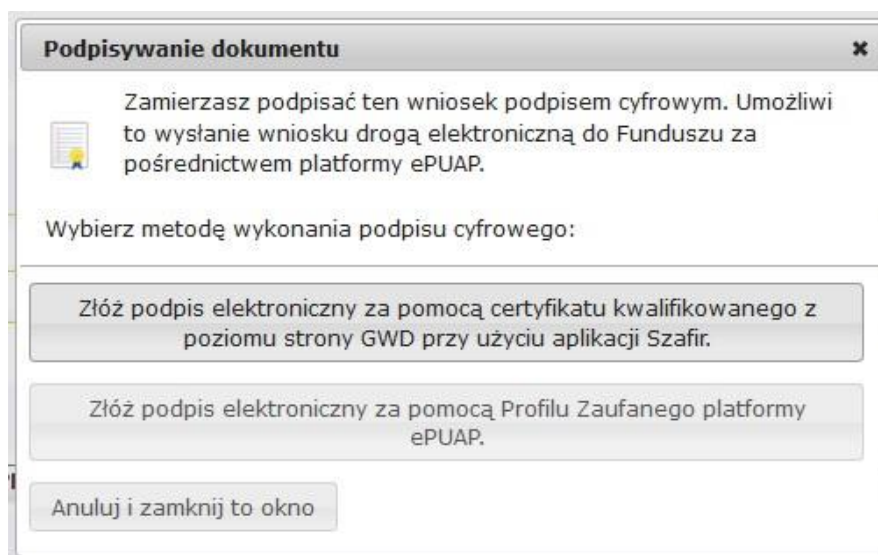 Podpisywanie dokumentu
Zamierzasz podpisać ten wniosek podpisem cyfrowym. Umożliwi
to wysłanie wniosku drogą elektroniczną do Funduszu za
pośrednictwem platformy ePUAP.
Wybierz metodę wykonania podpisu cyfrowego:
Złóż podpis elektroniczny za pomocą certyfikatu kwalifikowanego z
poziomu strony GWD przy użyciu aplikacji Szafir.
Złóż podpis elektroniczny za pomocą Profilu Zaufanego platformy
ePUAP.
Anuluj i zamknij to okno